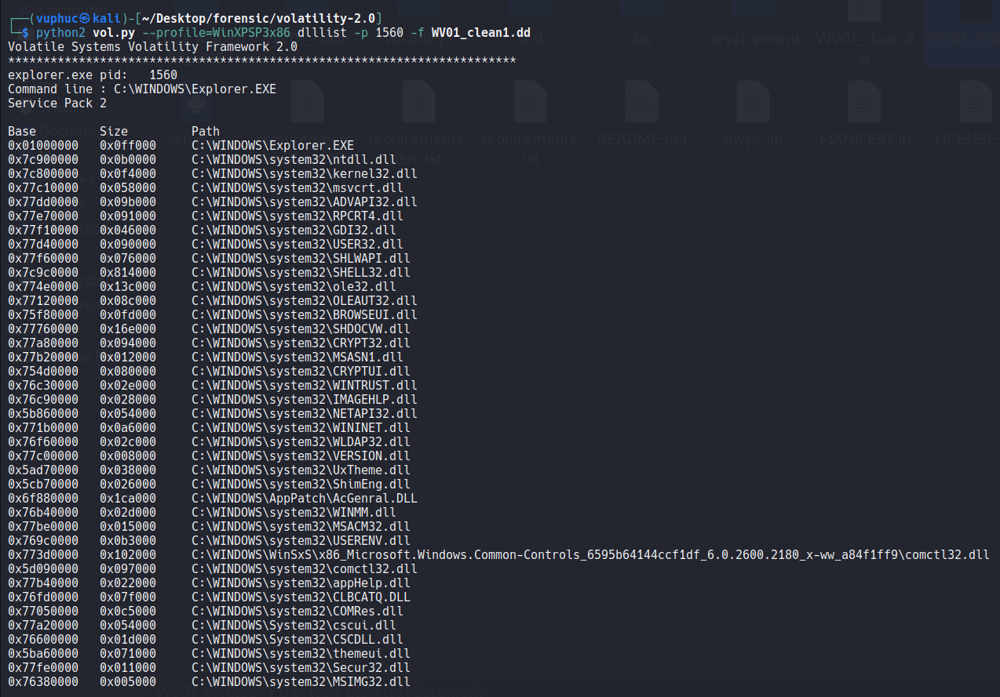 ┌──(vuphuc㉿kali)-[~/Desktop/forensic/volatility-2.0]
└─$ python2 vol.py --profile=WinXPSP3x86 dlllist -p 1560 -f WV01_clean1.dd
Volatile Systems Volatility Framework 2.0
************************************************************************
explorer.exe pid:   1560
Command line : C:\WINDOWS\Explorer.EXE
Service Pack 2
Base         Size         Path
0x01000000   0x0ff000     C:\WINDOWS\Explorer.EXE
0x7c900000   0x0b0000     C:\WINDOWS\system32\ntdll.dll
0x7c800000   0x0f4000     C:\WINDOWS\system32\kernel32.dll
0x77c10000   0x058000     C:\WINDOWS\system32\msvcrt.dll
0x77dd0000   0x09b000     C:\WINDOWS\system32\ADVAPI32.dll
0x77e70000   0x091000     C:\WINDOWS\system32\RPCRT4.dll
0x77f10000   0x046000     C:\WINDOWS\system32\GDI32.dll
0x77d40000   0x090000     C:\WINDOWS\system32\USER32.dll
0x77f60000   0x076000     C:\WINDOWS\system32\SHLWAPI.dll
0x7c9c0000   0x814000     C:\WINDOWS\system32\SHELL32.dll
0x774e0000   0x13c000     C:\WINDOWS\system32\ole32.dll
0x77120000   0x08c000     C:\WINDOWS\system32\OLEAUT32.dll
0x75f80000   0x0fd000     C:\WINDOWS\system32\BROWSEUI.dll
0x77760000   0x16e000     C:\WINDOWS\system32\SHDOCVW.dll
0x77a80000   0x094000     C:\WINDOWS\system32\CRYPT32.dll
0x77b20000   0x012000     C:\WINDOWS\system32\MSASN1.dll
0x754d0000   0x080000     C:\WINDOWS\system32\CRYPTUI.dll
0x76c30000   0x02e000     C:\WINDOWS\system32\WINTRUST.dll
0x76c90000   0x028000     C:\WINDOWS\system32\IMAGEHLP.dll
0x5b860000   0x054000     C:\WINDOWS\system32\NETAPI32.dll
0x771b0000   0x0a6000     C:\WINDOWS\system32\WININET.dll
0x76f60000   0x02c000     C:\WINDOWS\system32\WLDAP32.dll
0x77c00000   0x008000     C:\WINDOWS\system32\VERSION.dll
0x5ad70000   0x038000     C:\WINDOWS\system32\UxTheme.dll
0x5cb70000   0x026000     C:\WINDOWS\system32\ShimEng.dll
0x6f880000   0x1ca000     C:\WINDOWS\AppPatch\AcGenral.DLL
0x76b40000   0x02d000     C:\WINDOWS\system32\WINMM.dll
0x77be0000   0x015000     C:\WINDOWS\system32\MSACM32.dll
0x769c0000   0x0b3000     C:\WINDOWS\system32\USERENV.dll
0x773d0000   0x102000     C:\WINDOWS\WinSxS\x86_Microsoft.Windows.Common-Controls_6595b64144ccf1df_6.0.2600.2180_x-ww_a84f1ff9\comctl32.dll
0x5d090000   0x097000     C:\WINDOWS\system32\comctl32.dll
0x77b40000   0x022000     C:\WINDOWS\system32\appHelp.dll
0x76fd0000   0x07f000     C:\WINDOWS\system32\CLBCATQ.DLL
0x77050000   0x0c5000     C:\WINDOWS\system32\COMRes.dll
0x77a20000   0x054000     C:\WINDOWS\System32\cscui.dll
0x76600000   0x01d000     C:\WINDOWS\System32\CSCDLL.dll
0x5ba60000   0x071000     C:\WINDOWS\system32\themeui.dll
0x77fe0000   0x011000     C:\WINDOWS\system32\Secur32.dll
0x76380000   0x005000     C:\WINDOWS\system32\MSIMG32.dll